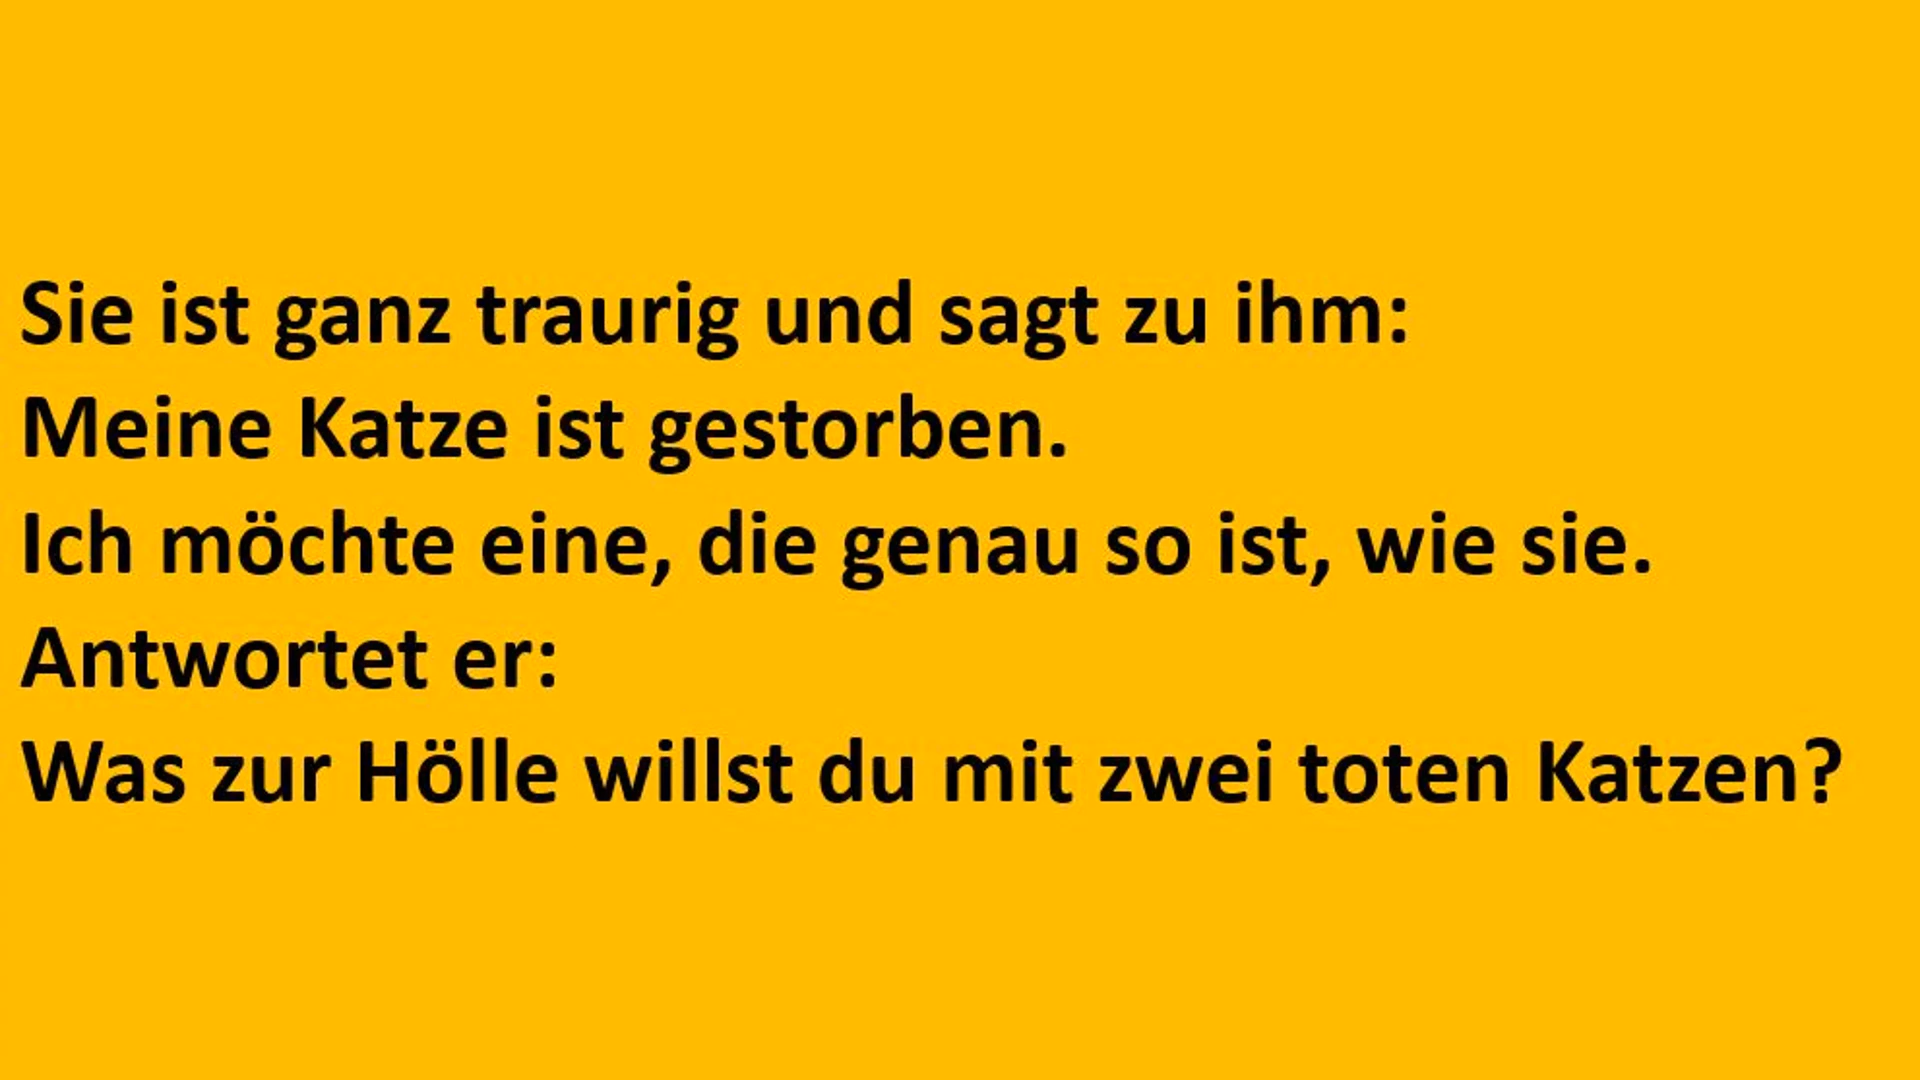 Sie ist ganz traurig und sagt zu ihm:
Meine Katze ist gestorben.
Ich möchte eine, die genau so ist, wie sie.
Antwortet er:
Was zur Hölle willst du mit zwei toten Katzen?